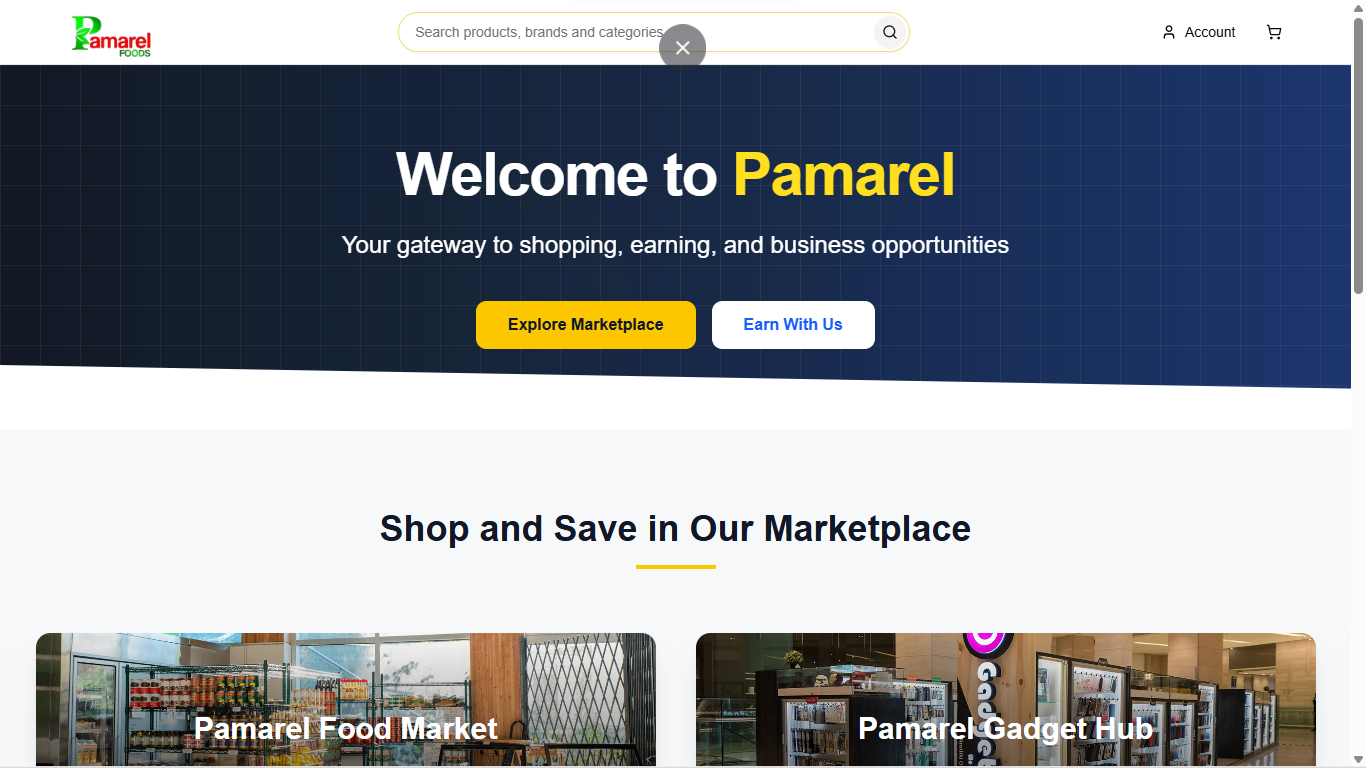 Pamarel
FOODS
Search products, brands and categories
Account
Welcome to Pamarel
Your gateway to shopping, earning, and business opportunities
Explore Marketplace
Earn With Us
Shop and Save in Our Marketplace
Pamarel Food Market
Pamarel Gadget Hub
Gadget